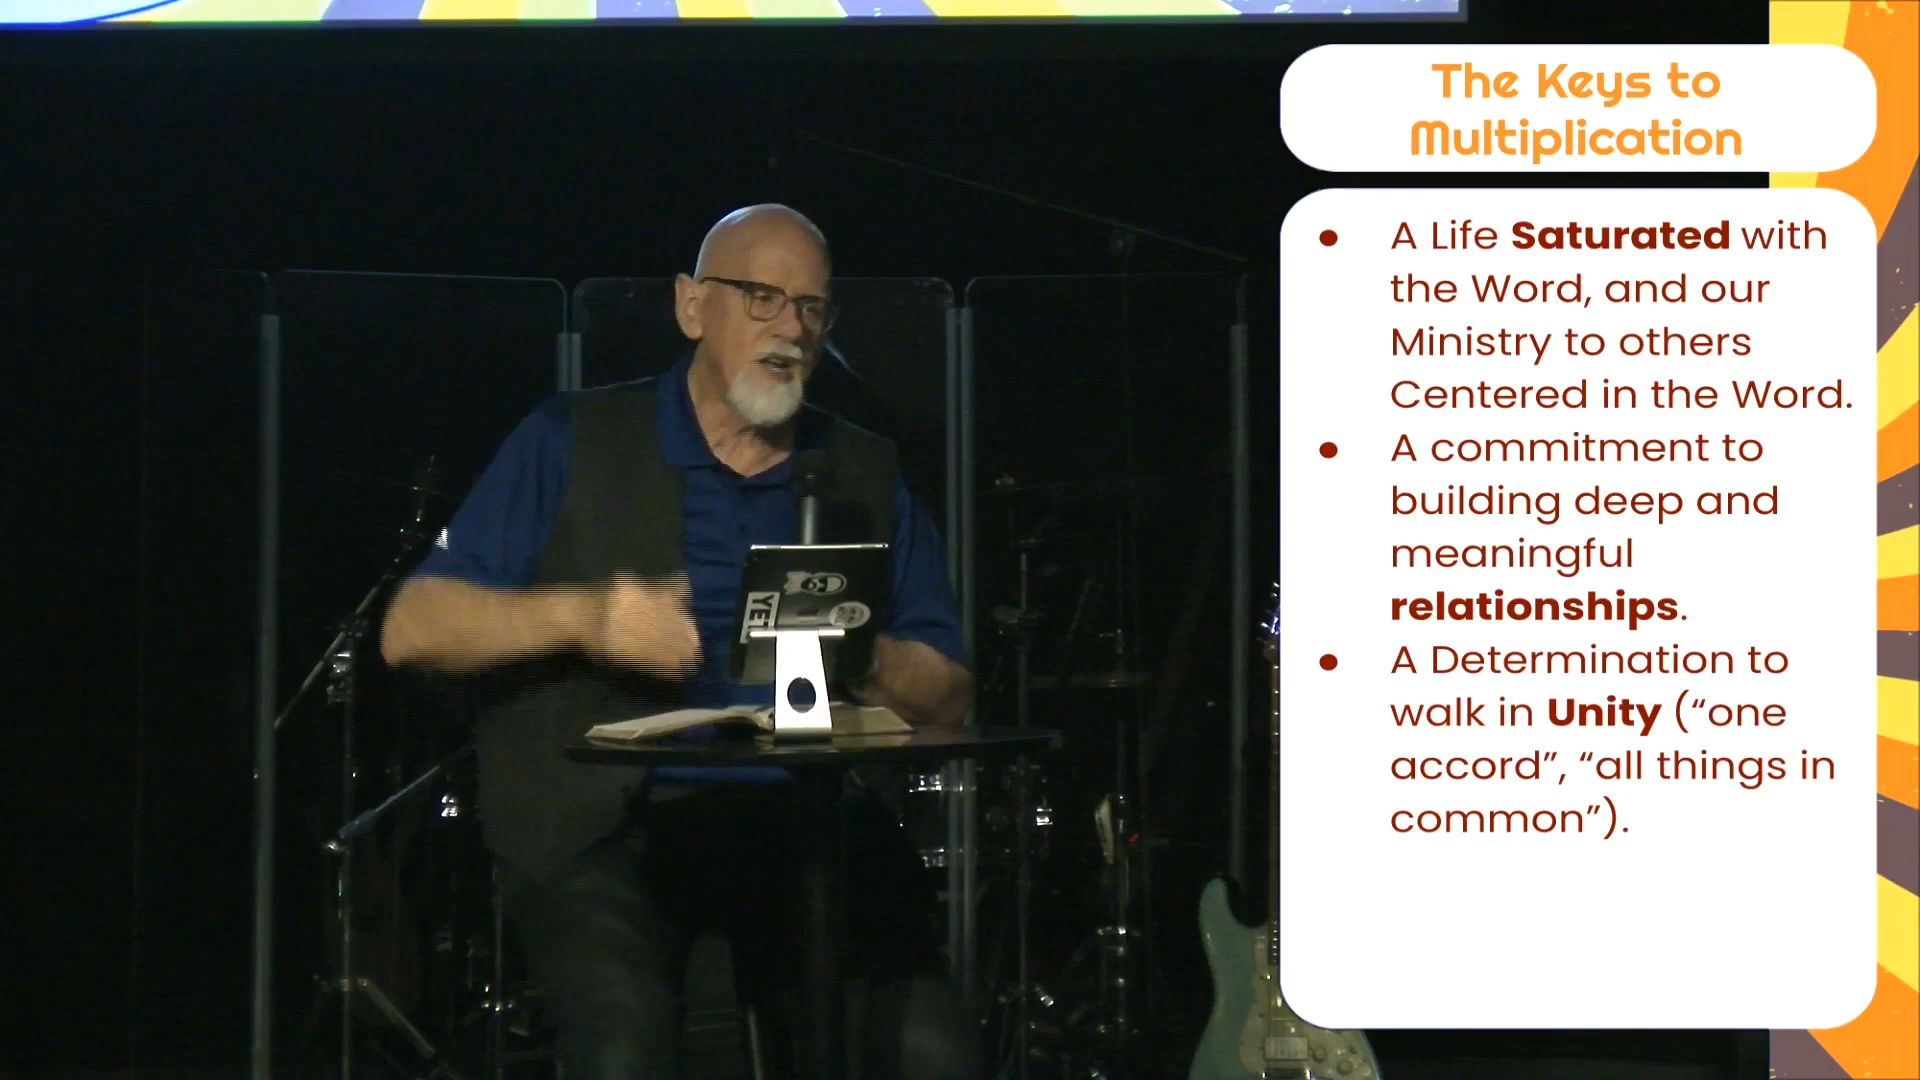 The Keys to
Multiplication
● A Life Saturated with
the Word, and our
Ministry to others
Centered in the Word.
● A commitment to
building deep and
meaningful
relationships.
● A Determination to
walk in Unity (“one
accord”, “all things in
common”).